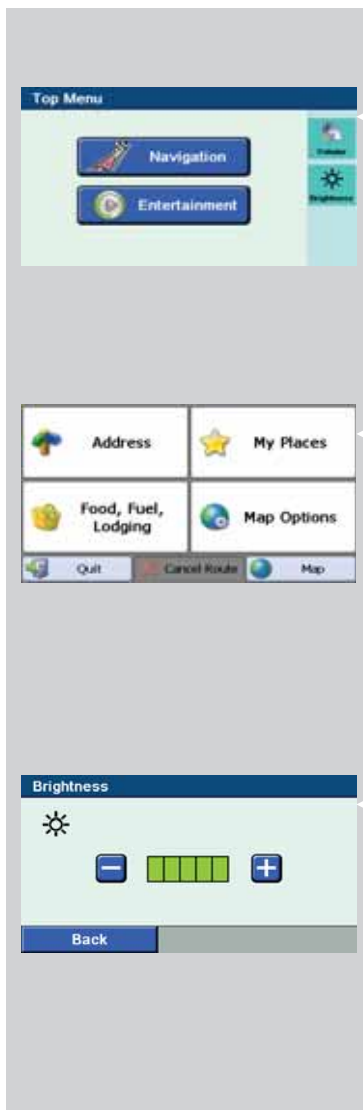 Top Menu
Navigation
Entertainment
Volume
Brightness
Address
My Places
Food, Fuel,
Lodging
Map Options
Quit
Cancel Route
Map
Brightness
Back